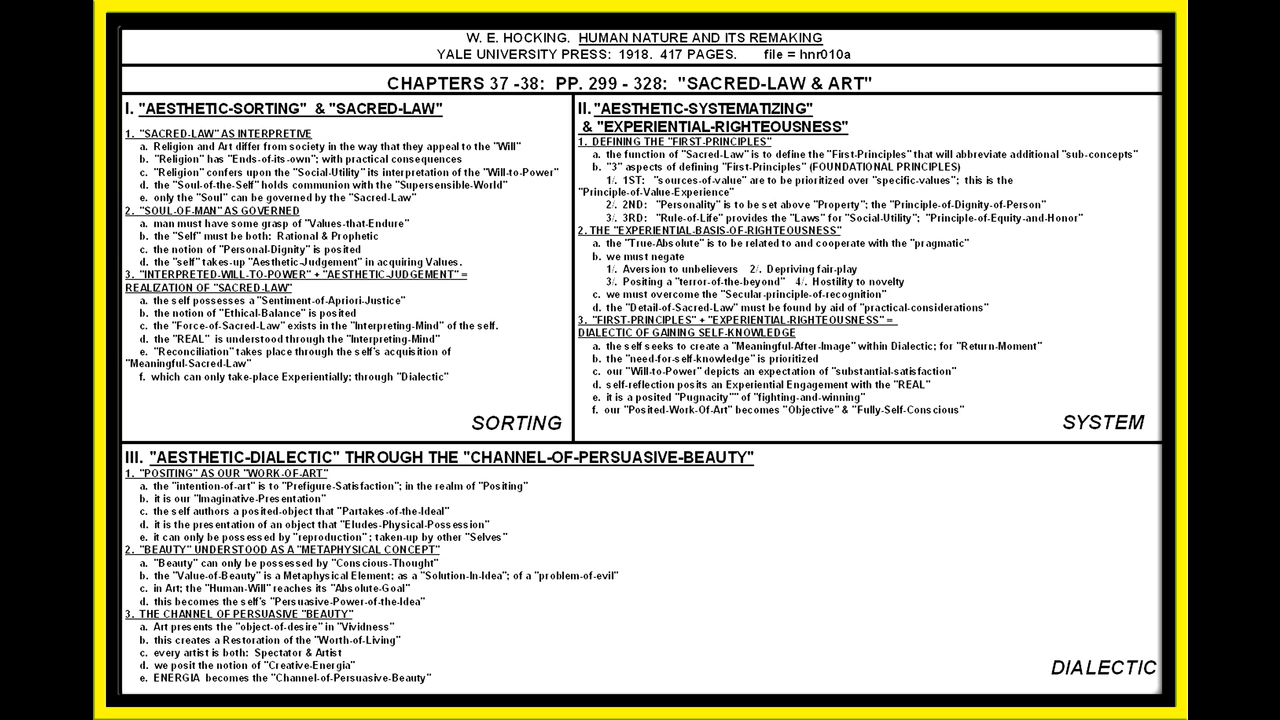 W. E. HOCKING. HUMAN NATURE AND ITS REMAKING
YALE UNIVERSITY PRESS: 1918. 417 PAGES. file = hnr010a
CHAPTERS 37 -38: PP. 299 - 328: "SACRED-LAW & ART"
I. "AESTHETIC-SORTING" & "SACRED-LAW"
1. "SACRED-LAW" AS INTERPRETIVE
a. Religion and Art differ from society in the way that they appeal to the "Will"
b. "Religion" has "Ends-of-its-own"; with practical consequences
c. "Religion" confers upon the "Social-Utility" its interpretation of the "Will-to-Power"
d. the "Soul-of-the-Self" holds communion with the "Supersensible-World"
e. only the "Soul" can be governed by the "Sacred-Law"
2. "SOUL-OF-MAN" AS GOVERNED
a. man must have some grasp of "Values-that-Endure"
b. the "Self" must be both: Rational & Prophetic
c. the notion of "Personal-Dignity" is posited
d. the "self" takes-up "Aesthetic-Judgement" in acquiring Values.
3. "INTERPRETED-WILL-TO-POWER" + "AESTHETIC-JUDGEMENT" =
REALIZATION OF "SACRED-LAW"
a. the self possesses a "Sentiment-of-Apriori-Justice"
b. the notion of "Ethical-Balance" is posited
c. the "Force-of-Sacred-Law" exists in the "Interpreting-Mind" of the self.
d. the "REAL" is understood through the "Interpreting-Mind"
e. "Reconciliation" takes place through the self's acquisition of
"Meaningful-Sacred-Law"
f. which can only take-place Experientially; through "Dialectic"
SORTING
II. "AESTHETIC-SYSTEMATIZING"
& "EXPERIENTIAL-RIGHTEOUSNESS"
1. DEFINING THE "FIRST-PRINCIPLES"
a. the function of "Sacred-Law" is to define the "First-Principles" that will abbreviate additional "sub-concepts"
b. "3" aspects of defining "First-Principles" (FOUNDATIONAL PRINCIPLES)
1/. 1ST: "sources-of-value" are to be prioritized over "specific-values"; this is the
"Principle-of-Value-Experience"
2/. 2ND: "Personality" is to be set above "Property"; the "Principle-of-Dignity-of-Person"
3/. 3RD: "Rule-of-Life" provides the "Laws" for "Social-Utility"; "Principle-of-Equity-and-Honor"
2. THE "EXPERIENTIAL-BASIS-OF-RIGHTEOUSNESS"
a. the "True-Absolute" is to be related to and cooperate with the "pragmatic"
b. we must negate
1/. Aversion to unbelievers 2/. Depriving fair-play
3/. Positing a "terror-of-the-beyond" 4/. Hostility to novelty
c. we must overcome the "Secular-principle-of-recognition"
d. the "Detail-of-Sacred-Law" must be found by aid of "practical-considerations"
3. "FIRST-PRINCIPLES" + "EXPERIENTIAL-RIGHTEOUSNESS" =
DIALECTIC OF GAINING SELF-KNOWLEDGE
a. the self seeks to create a "Meaningful-After-Image" within Dialectic; for "Return-Moment"
b. the "need-for-self-knowledge" is prioritized
c. our "Will-to-Power" depicts an expectation of "substantial-satisfaction"
d. self-reflection posits an Experiential Engagement with the "REAL"
e. it is a posited "Pugnacity"" of "fighting-and-winning"
f. our "Posited-Work-Of-Art" becomes "Objective" & "Fully-Self-Conscious"
SYSTEM
III. "AESTHETIC-DIALECTIC" THROUGH THE "CHANNEL-OF-PERSUASIVE-BEAUTY"
1. "POSITING" AS OUR "WORK-OF-ART"
a. the "intention-of-art" is to "Prefigure-Satisfaction"; in the realm of "Positing"
b. it is our "Imaginative-Presentation"
c. the self authors a posited-object that "Partakes-of-the-Ideal"
d. it is the presentation of an object that "Eludes-Physical-Possession"
e. it can only be possessed by "reproduction"; taken-up by other "Selves"
2. "BEAUTY" UNDERSTOOD AS A "METAPHYSICAL CONCEPT"
a. "Beauty" can only be possessed by "Conscious-Thought"
b. the "Value-of-Beauty" is a Metaphysical Element; as a "Solution-In-Idea"; of a "problem-of-evil"
c. in Art; the "Human-Will" reaches its "Absolute-Goal"
d. this becomes the self's "Persuasive-Power-of-the-Idea"
3. THE CHANNEL OF PERSUASIVE "BEAUTY"
a. Art presents the "object-of-desire" in "Vividness"
b. this creates a Restoration of the "Worth-of-Living"
c. every artist is both: Spectator & Artist
d. we posit the notion of "Creative-Energia"
e. ENERGIA becomes the "Channel-of-Persuasive-Beauty"
DIALECTIC